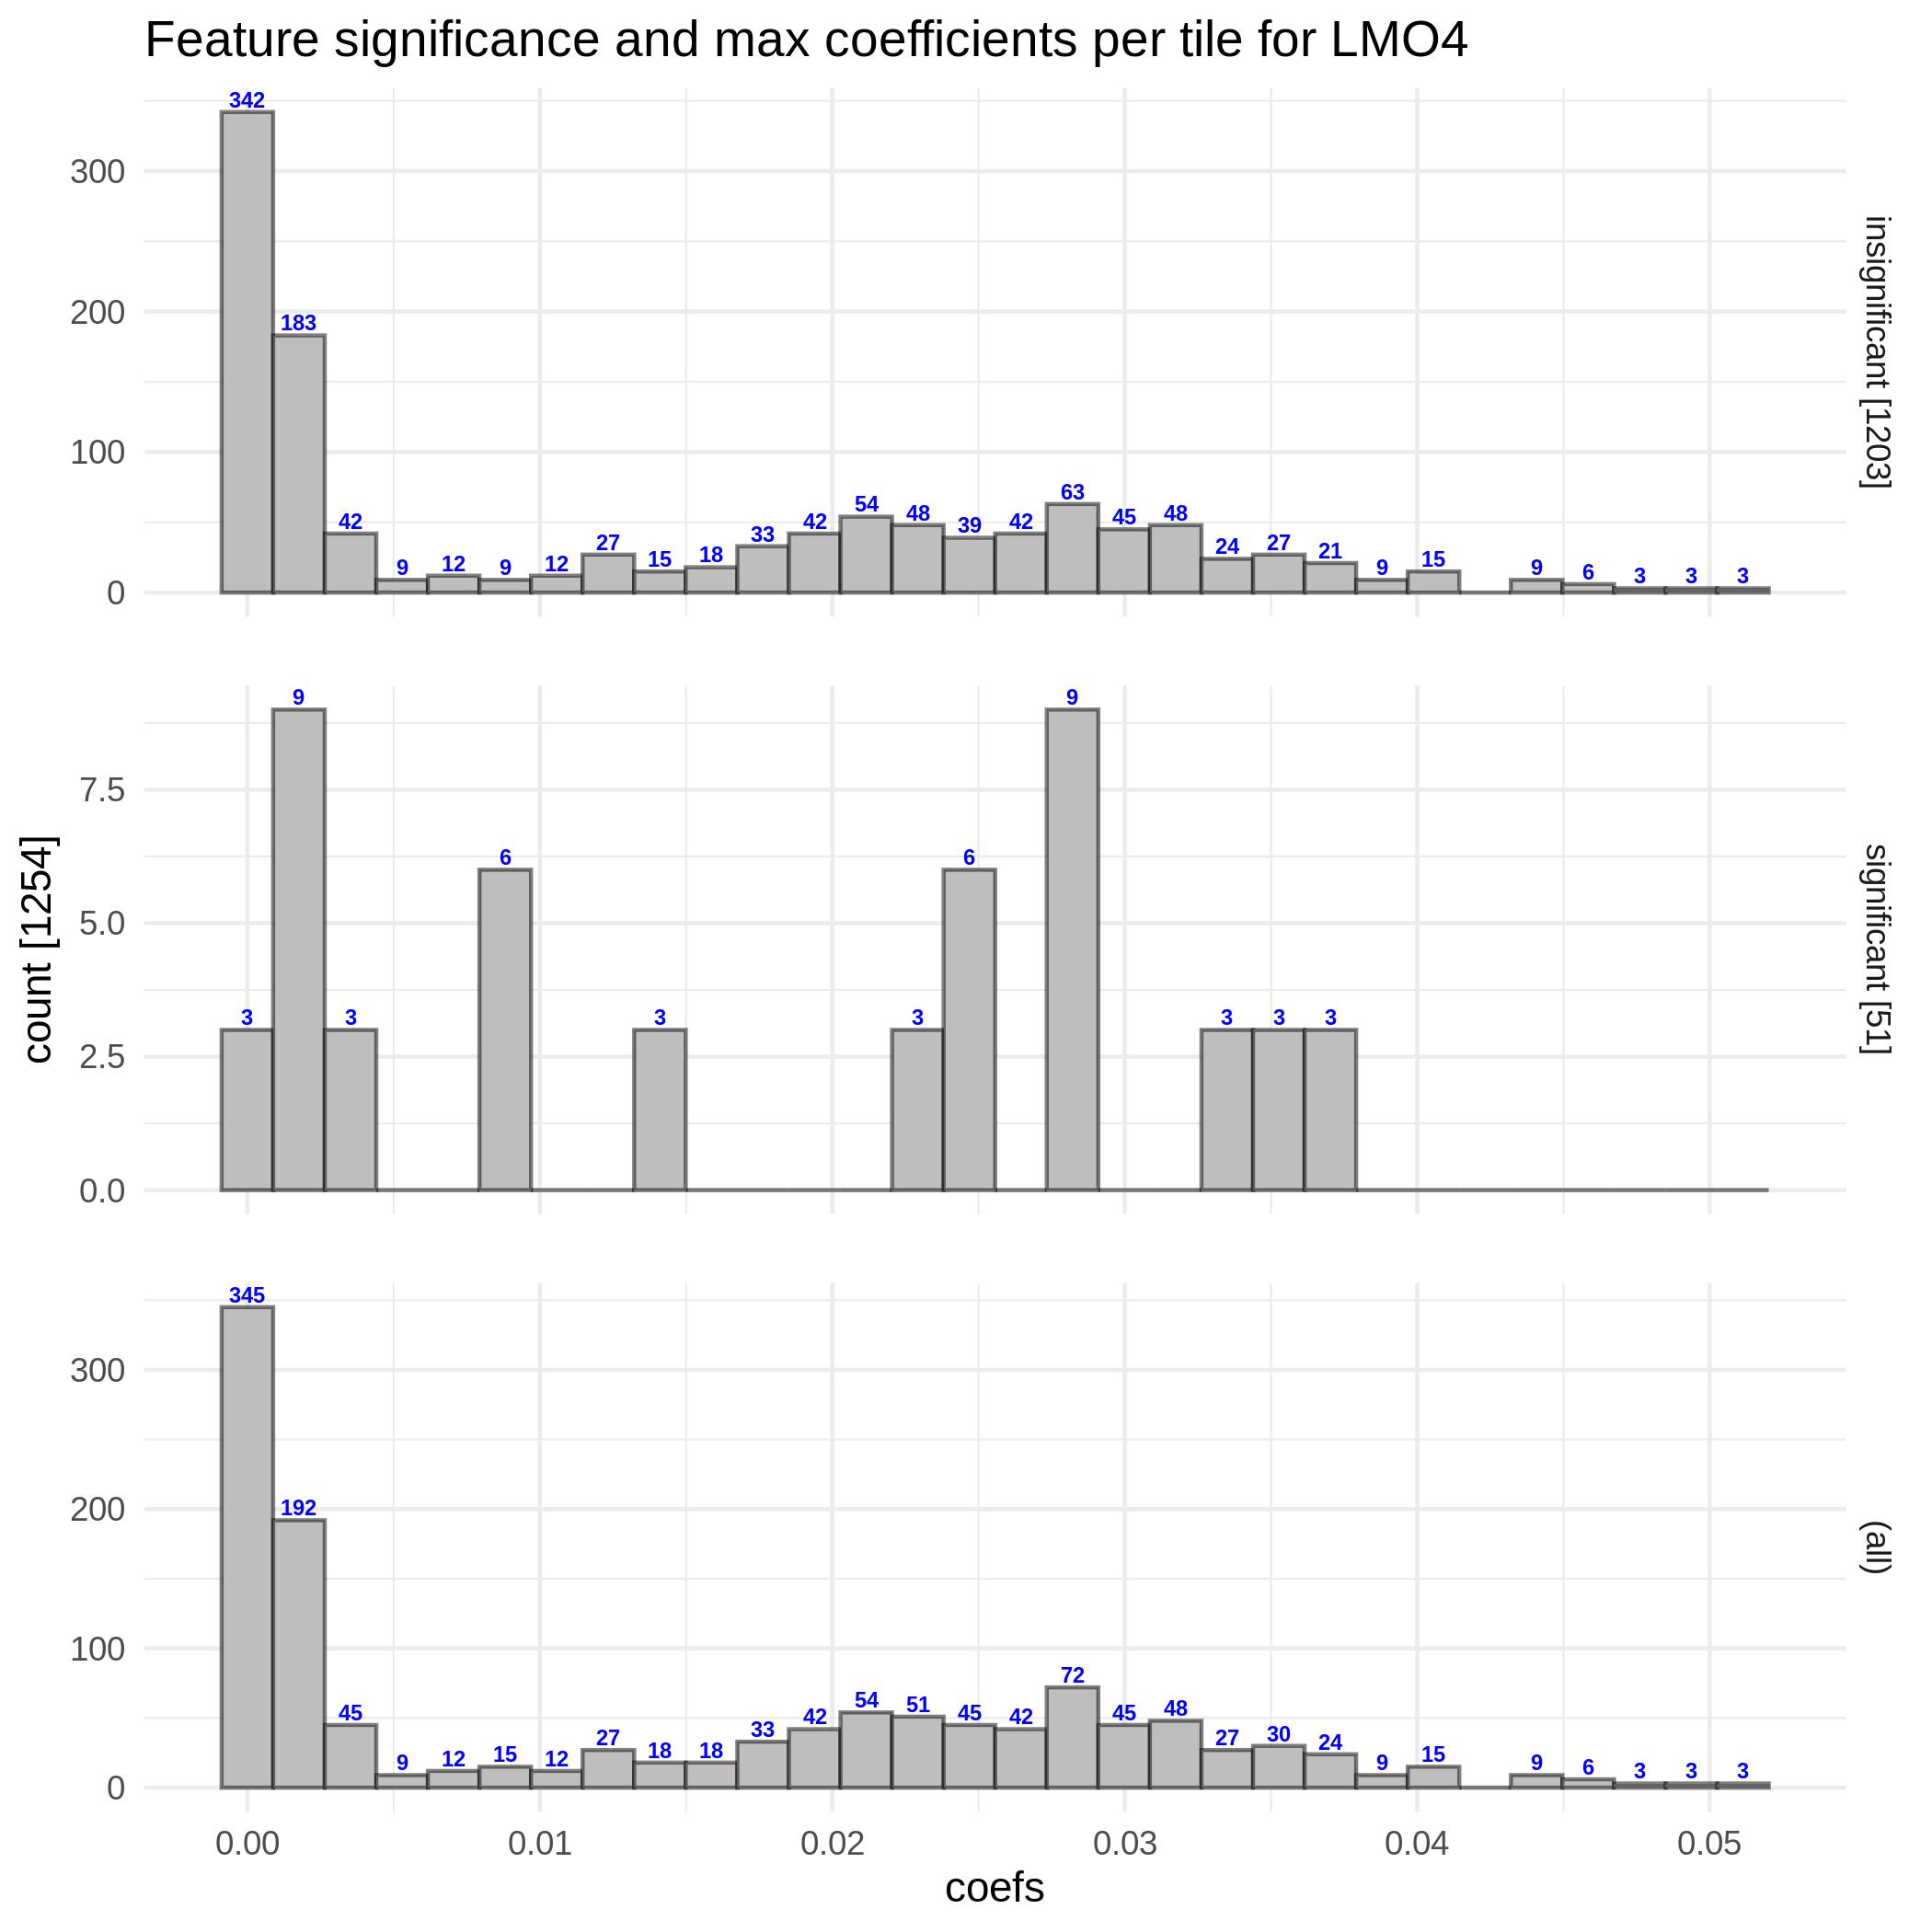 Feature significance and max coefficients per tile for LMO4
342
183
42 9 12 9 12 27 15 18 33 42 54 48 39 42 63 45 48 24 27 21 9 15 9 6 3 3 3
300
200
100
0
insignificant [1203]
count [1254]
3 9 3 6 3 3 6 9 3 3 3
7.5
5.0
2.5
0.0
significant [51]
345
192
45 9 12 15 12 27 18 18 33 42 54 51 45 42 72 45 48 27 30 24 9 15 9 6 3 3 3
300
200
100
0
(all)
0.00 0.01 0.02 0.03 0.04 0.05
coefs